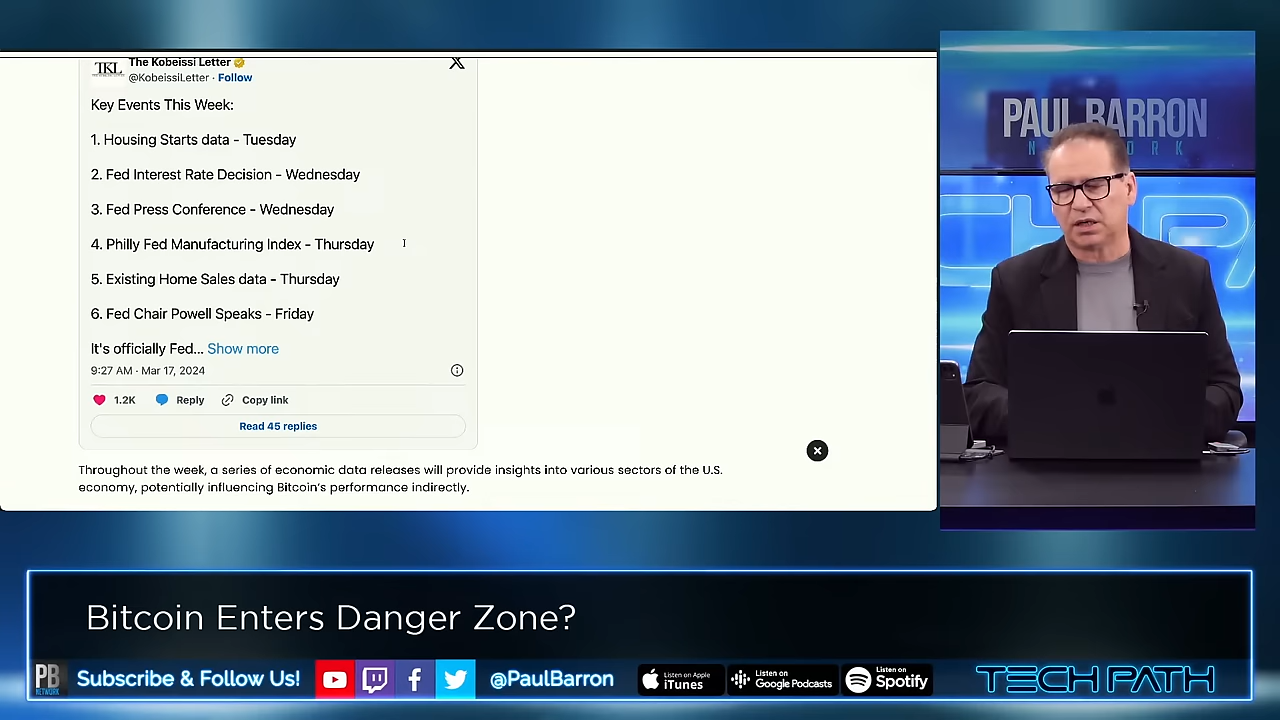 TKL
The Kobeissi Letter
@KobeissiLetter · Follow
Key Events This Week:
1. Housing Starts data - Tuesday
2. Fed Interest Rate Decision - Wednesday
3. Fed Press Conference - Wednesday
4. Philly Fed Manufacturing Index - Thursday
5. Existing Home Sales data - Thursday
6. Fed Chair Powell Speaks - Friday
It's officially Fed... Show more
9:27 AM · Mar 17, 2024
1.2K Reply Copy link
Read 45 replies
Throughout the week, a series of economic data releases will provide insights into various sectors of the U.S.
economy, potentially influencing Bitcoin's performance indirectly.
PAUL BARRON
Bitcoin Enters Danger Zone?
PB
NETWORK
Subscribe & Follow Us!
@PaulBarron
Listen on Apple
iTunes
Listen on
Google Podcasts
Listen on
Spotify
TECH PATH